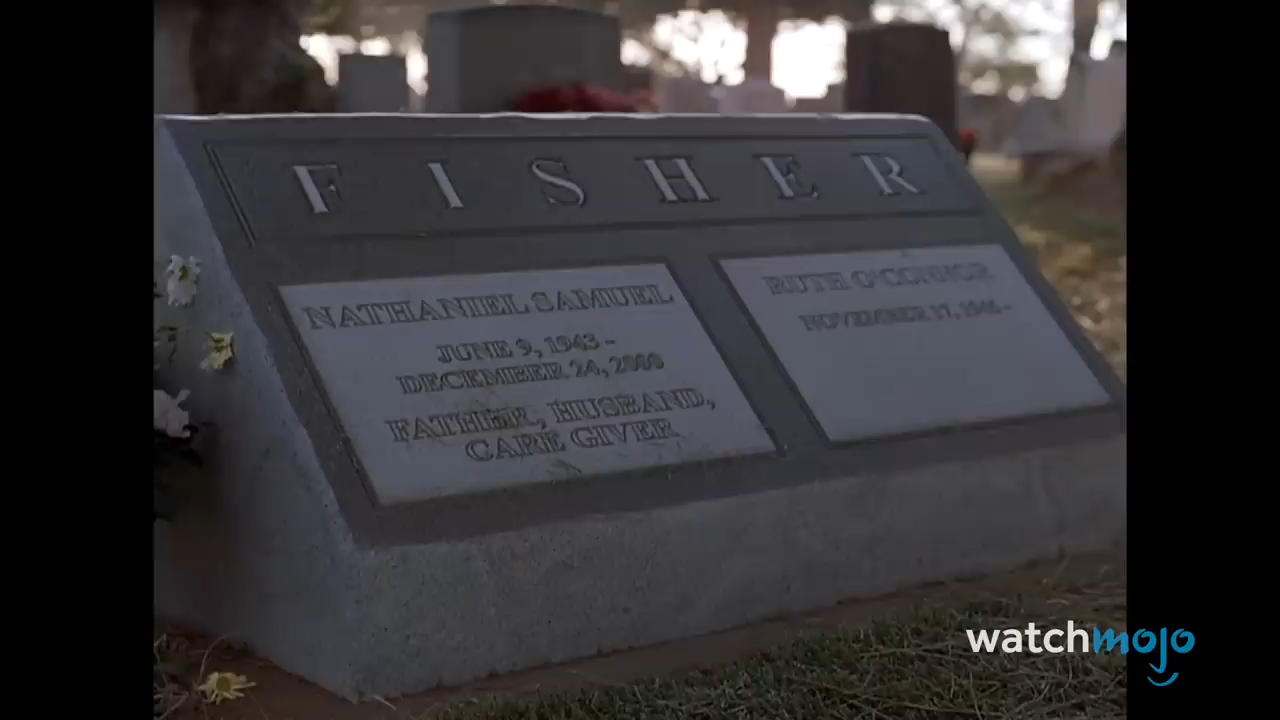 FISHER
NATHANIEL SAMUEL
JUNE 9, 1943 -
DECEMBER 24, 2000
FATHER, HUSBAND,
CARE GIVER
RUTH O'CONNOR
NOVEMBER 17, 1946 -
watchmojo